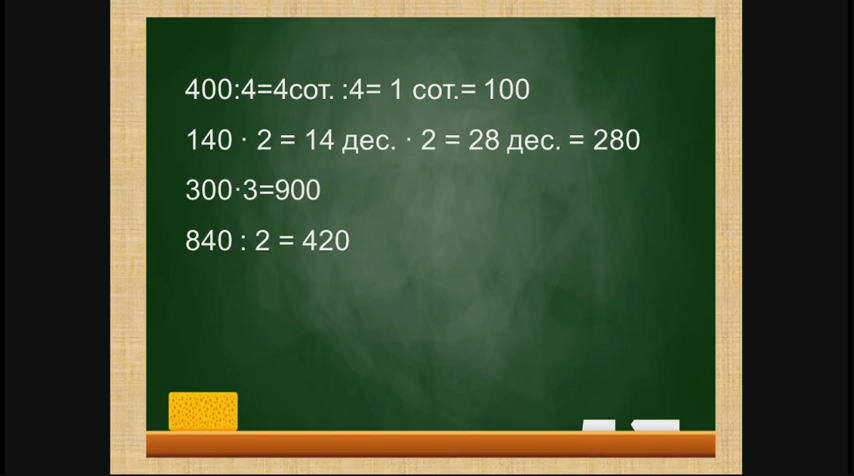 400:4=4сот. :4= 1 сот.= 100
140 · 2 = 14 дес. · 2 = 28 дес. = 280
300·3=900
840 : 2 = 420